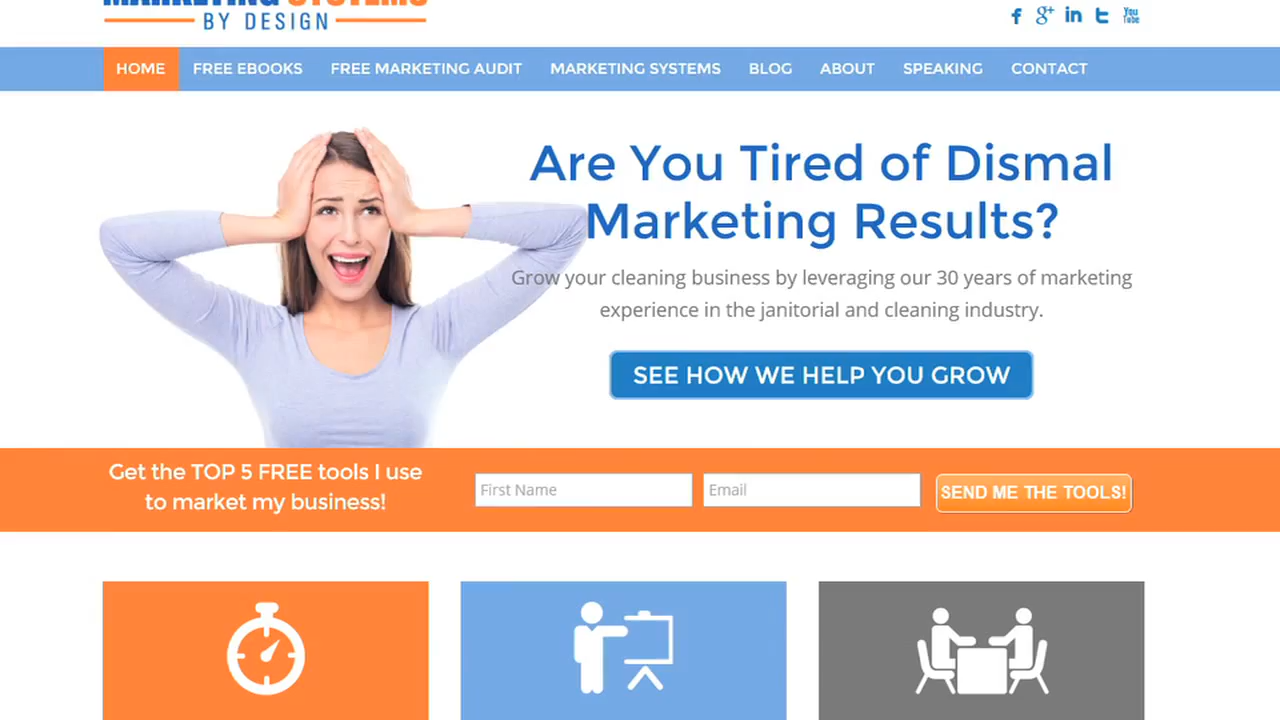 MARKETING SYSTEMS
BY DESIGN
HOME FREE EBOOKS FREE MARKETING AUDIT MARKETING SYSTEMS BLOG ABOUT SPEAKING CONTACT
Are You Tired of Dismal
Marketing Results?
Grow your cleaning business by leveraging our 30 years of marketing
experience in the janitorial and cleaning industry.
SEE HOW WE HELP YOU GROW
Get the TOP 5 FREE tools I use
to market my business!
First Name
Email
SEND ME THE TOOLS!